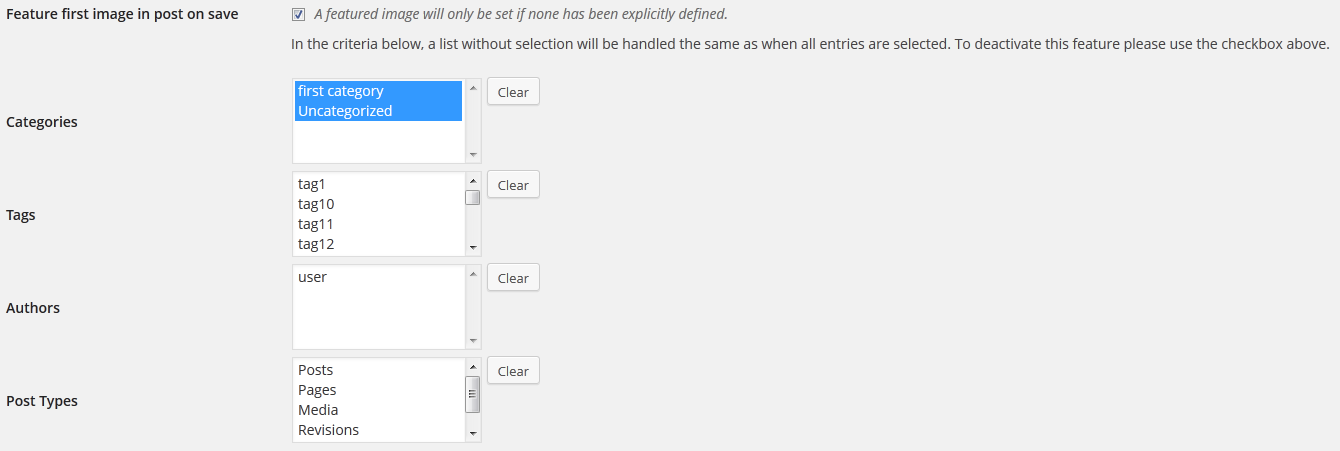 Feature first image in post on save
A featured image will only be set if none has been explicitly defined.
In the criteria below, a list without selection will be handled the same as when all entries are selected. To deactivate this feature please use the checkbox above.
Categories
first category
Uncategorized
Clear
Tags
tag1
tag10
tag11
tag12
Clear
Authors
user
Clear
Post Types
Posts
Pages
Media
Revisions
Clear